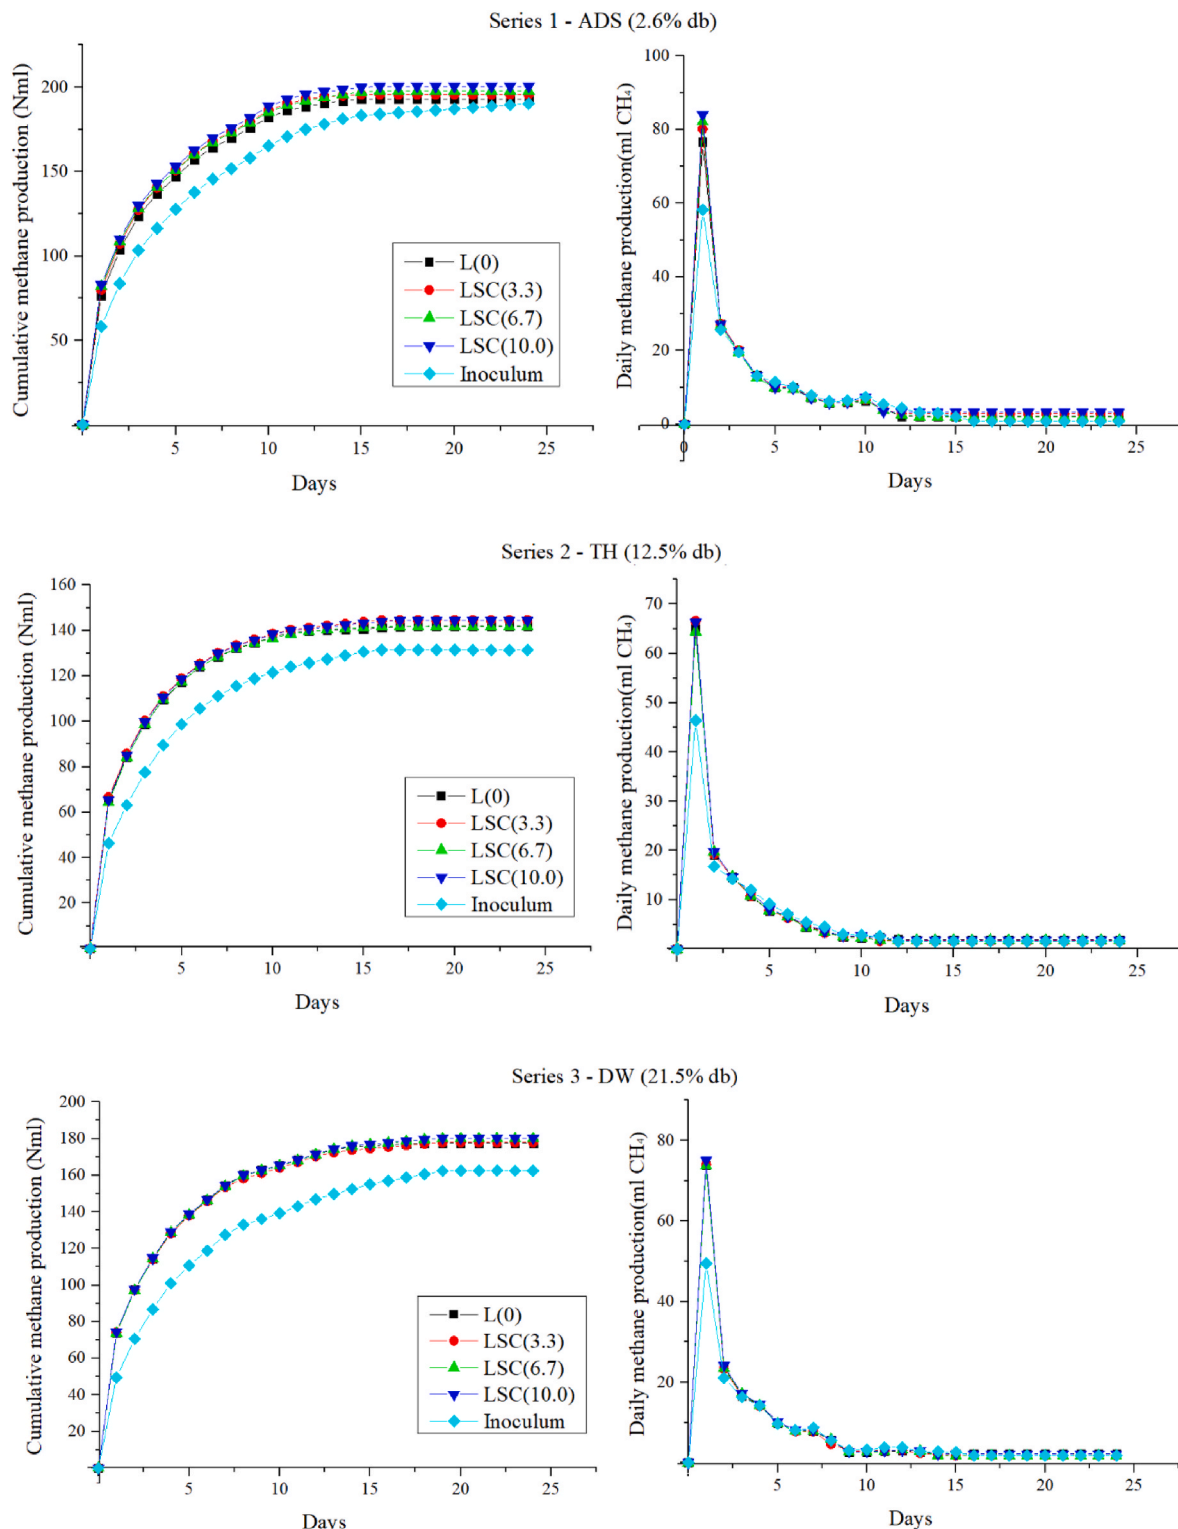 Series 1 - ADS (2.6% db)
Cumulative methane production (Nml)
200
150
100
50
5
10
15
20
25
Days
L(0)
LSC(3.3)
LSC(6.7)
LSC(10.0)
Inoculum
Daily methane production(ml CH₄)
100
80
60
40
20
0
0
5
10
15
20
25
Days
Series 2 - TH (12.5% db)
Cumulative methane production (Nml)
160
140
120
100
80
60
40
20
5
10
15
20
25
Days
L(0)
LSC(3.3)
LSC(6.7)
LSC(10.0)
Inoculum
Daily methane production(ml CH₄)
70
60
50
40
30
20
10
5
10
15
20
25
Days
Series 3 - DW (21.5% db)
Cumulative methane production (Nml)
200
180
160
140
120
100
80
60
40
20
5
10
15
20
25
Days
L(0)
LSC(3.3)
LSC(6.7)
LSC(10.0)
Inoculum
Daily methane production(ml CH₄)
80
60
40
20
5
10
15
20
25
Days